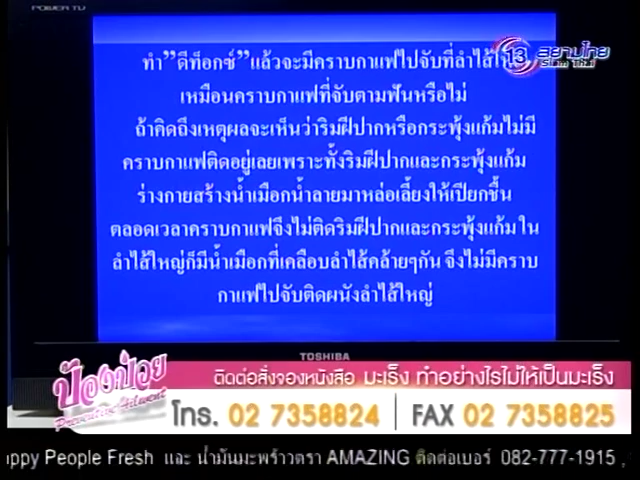 POWER TV
13 สยามไทย
Siam Thai
ทำ”ดีท็อกซ์”แล้วจะมีคราบกาแฟไปจับที่ลำไส้ใหญ่
เหมือนคราบกาแฟที่จับตามฟันหรือไม่
ถ้าคิดถึงเหตุผลจะเห็นว่าริมฝีปากหรือกระพุ้งแก้มไม่มี
คราบกาแฟติดอยู่เลยเพราะทั้งริมฝีปากและกระพุ้งแก้ม
ร่างกายสร้างน้ำเมือกน้ำลายมาหล่อเลี้ยงให้เปียกชื้น
ตลอดเวลาคราบกาแฟจึงไม่ติดริมฝีปากและกระพุ้งแก้ม ใน
ลำไส้ใหญ่ก็มีน้ำเมือกที่เคลือบลำไส้คล้ายๆกัน จึงไม่มีคราบ
กาแฟไปจับติดผนังลำไส้ใหญ่
TOSHIBA
ป้องป่วย
Preventive Ailment
ติดต่อสั่งจองหนังสือ มะเร็ง ทำอย่างไรไม่ให้เป็นมะเร็ง
โทร. 02 7358824 | FAX 02 7358825
appy People Fresh และ น้ำมันมะพร้าวตรา AMAZING ติดต่อเบอร์ 082-777-1915 ,